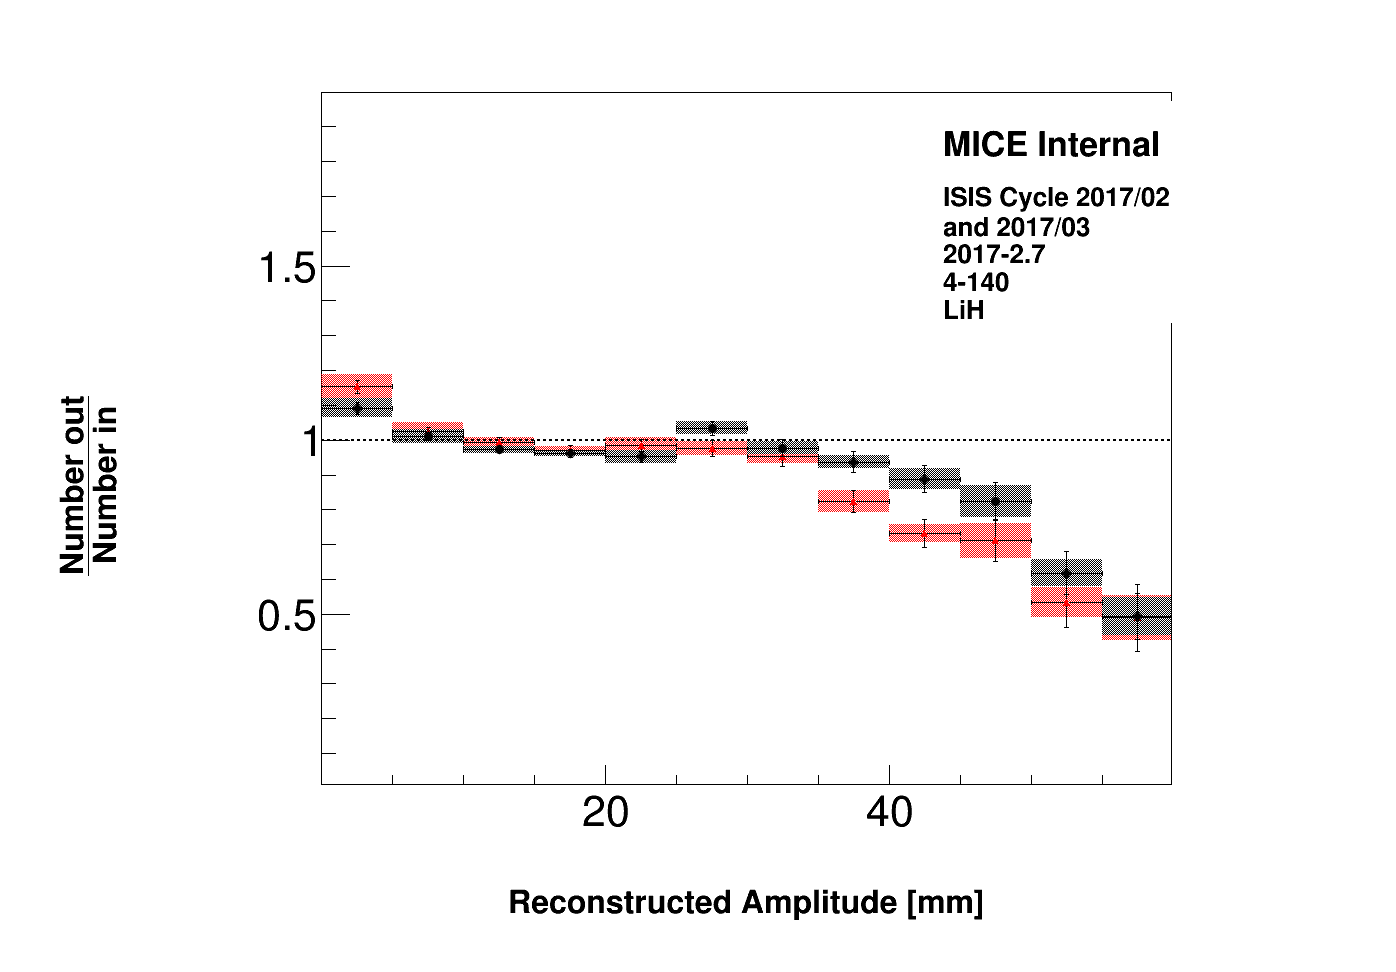 MICE Internal
ISIS Cycle 2017/02
and 2017/03
2017-2.7
4-140
LiH
1.5
1
0.5
Number out
Number in
20 40
Reconstructed Amplitude [mm]